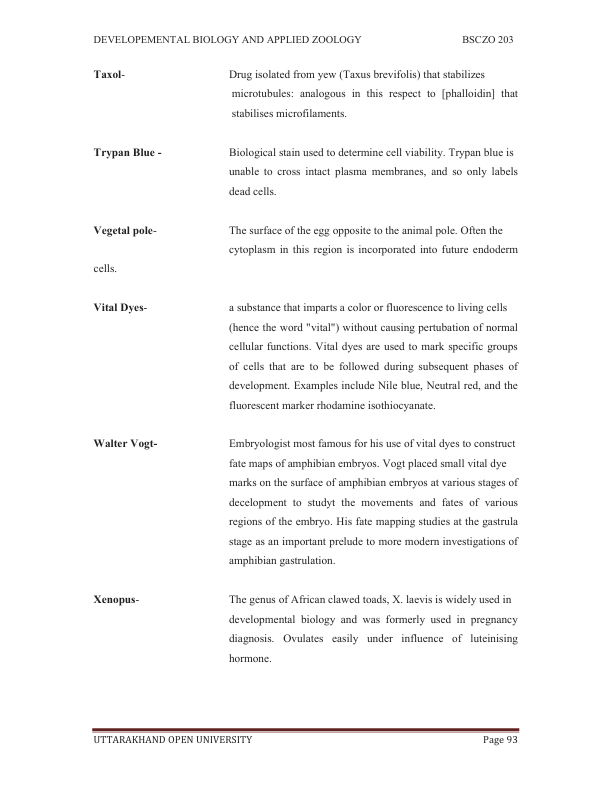 DEVELOPEMENTAL BIOLOGY AND APPLIED ZOOLOGY BSCZO 203
Taxol- Drug isolated from yew (Taxus brevifolis) that stabilizes
microtubules: analogous in this respect to [phalloidin] that
stabilises microfilaments.
Trypan Blue - Biological stain used to determine cell viability. Trypan blue is
unable to cross intact plasma membranes, and so only labels
dead cells.
Vegetal pole- The surface of the egg opposite to the animal pole. Often the
cytoplasm in this region is incorporated into future endoderm
cells.
Vital Dyes- a substance that imparts a color or fluorescence to living cells
(hence the word "vital") without causing pertubation of normal
cellular functions. Vital dyes are used to mark specific groups
of cells that are to be followed during subsequent phases of
development. Examples include Nile blue, Neutral red, and the
fluorescent marker rhodamine isothiocyanate.
Walter Vogt- Embryologist most famous for his use of vital dyes to construct
fate maps of amphibian embryos. Vogt placed small vital dye
marks on the surface of amphibian embryos at various stages of
decelopment to studyt the movements and fates of various
regions of the embryo. His fate mapping studies at the gastrula
stage as an important prelude to more modern investigations of
amphibian gastrulation.
Xenopus- The genus of African clawed toads, X. laevis is widely used in
developmental biology and was formerly used in pregnancy
diagnosis. Ovulates easily under influence of luteinising
hormone.
UTTARAKHAND OPEN UNIVERSITY Page 93